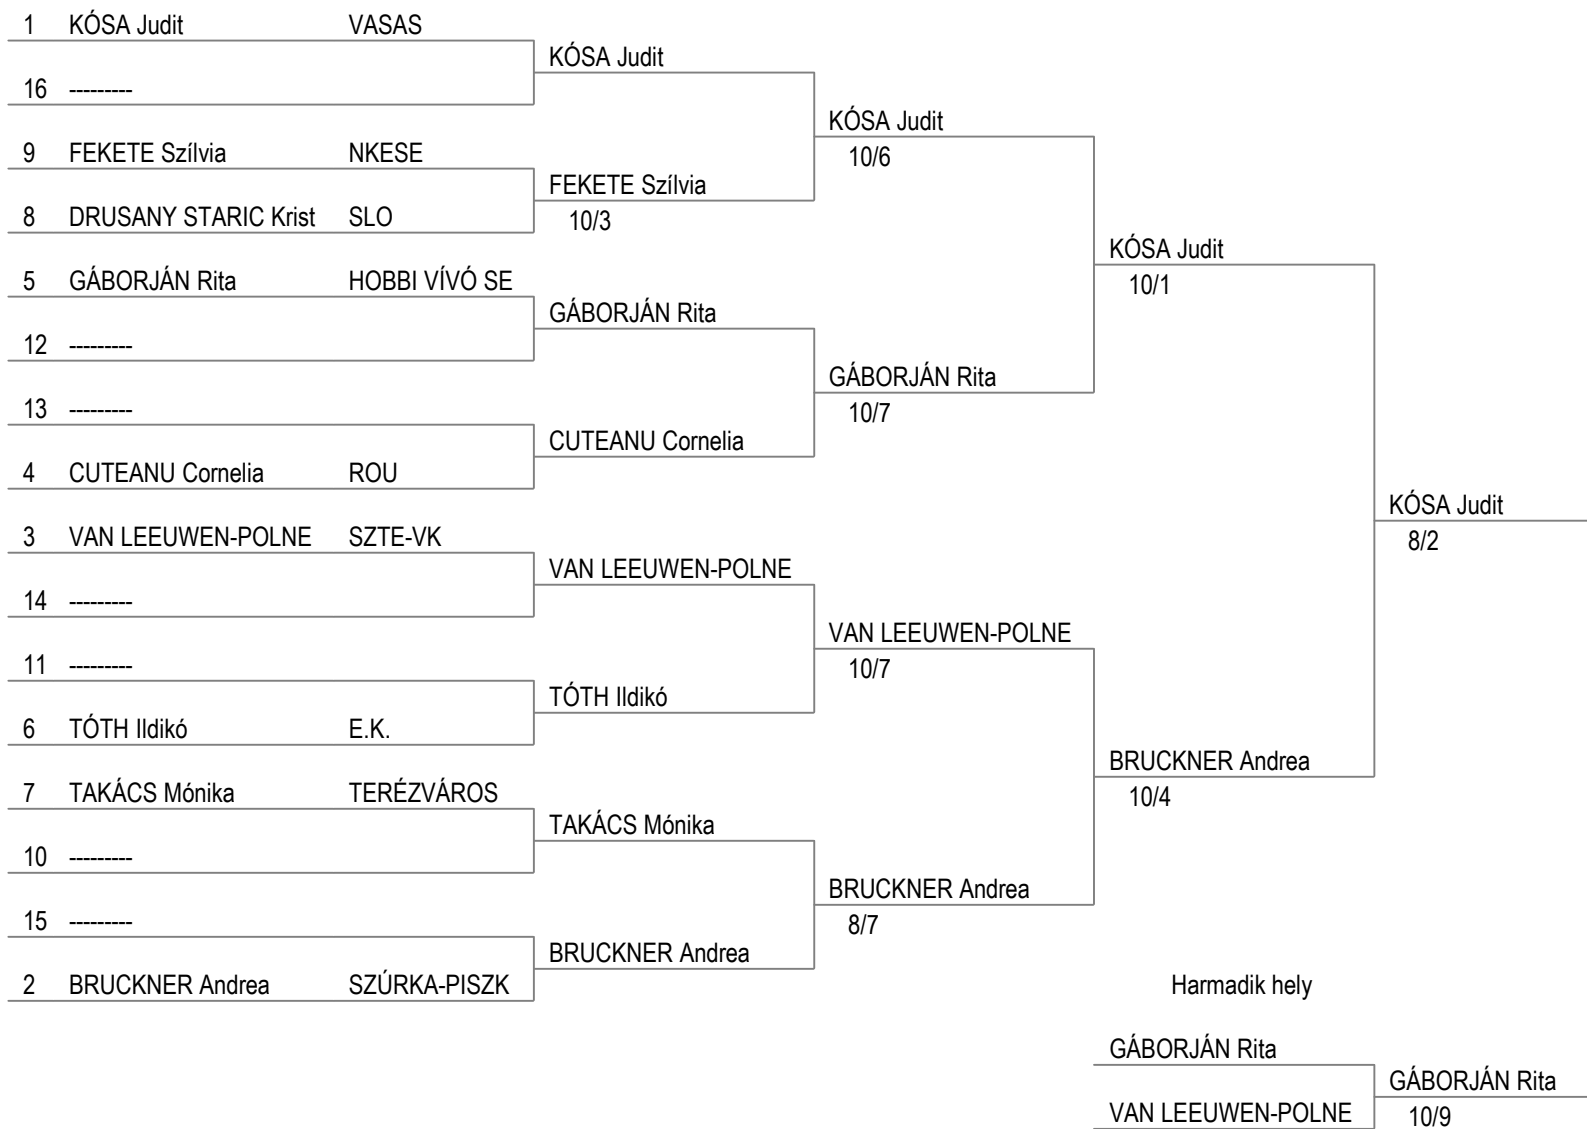 1 KÓSA Judit VASAS
KÓSA Judit
16 ---------
KÓSA Judit
10/6
9 FEKETE Szílvia NKESE
FEKETE Szílvia
10/3
8 DRUSANY STARIC Krist SLO
KÓSA Judit
10/1
5 GÁBORJÁN Rita HOBBI VÍVÓ SE
GÁBORJÁN Rita
12 ---------
GÁBORJÁN Rita
10/7
13 ---------
CUTEANU Cornelia
4 CUTEANU Cornelia ROU
KÓSA Judit
8/2
3 VAN LEEUWEN-POLNE SZTE-VK
VAN LEEUWEN-POLNE
14 ---------
VAN LEEUWEN-POLNE
10/7
11 ---------
TÓTH Ildikó
6 TÓTH Ildikó E.K.
BRUCKNER Andrea
10/4
7 TAKÁCS Mónika TERÉZVÁROS
TAKÁCS Mónika
10 ---------
BRUCKNER Andrea
8/7
15 ---------
BRUCKNER Andrea
2 BRUCKNER Andrea SZÚRKA-PISZK
Harmadik hely
GÁBORJÁN Rita
GÁBORJÁN Rita
10/9
VAN LEEUWEN-POLNE